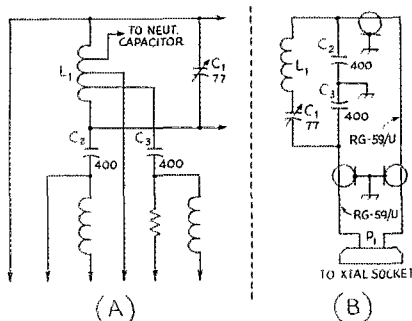 TO NEUT.
CAPACITOR
L1
C1
77
C2
400
C3
400
(A)
C2
400
L1
C3
400
C1
77
RG-59/U
RG-59/U
P1
TO XTAL SOCKET
(B)